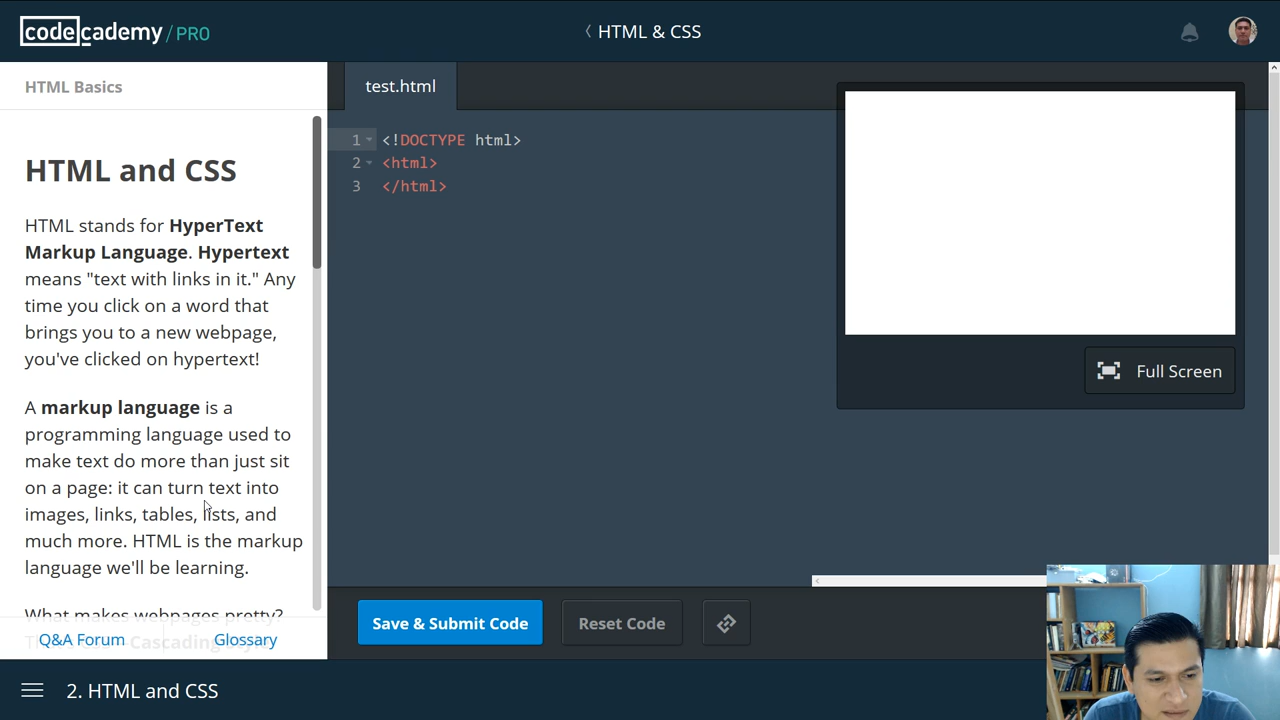 codecademy / PRO
〈 HTML & CSS
HTML Basics
HTML and CSS
HTML stands for HyperText
Markup Language. Hypertext
means "text with links in it." Any
time you click on a word that
brings you to a new webpage,
you've clicked on hypertext!
A markup language is a
programming language used to
make text do more than just sit
on a page: it can turn text into
images, links, tables, lists, and
much more. HTML is the markup
language we'll be learning.
What makes webpages pretty?
Cascading
Q&A Forum
Glossary
test.html
1 <!DOCTYPE html>
2 <html>
3 </html>
Full Screen
Save & Submit Code
Reset Code
2. HTML and CSS